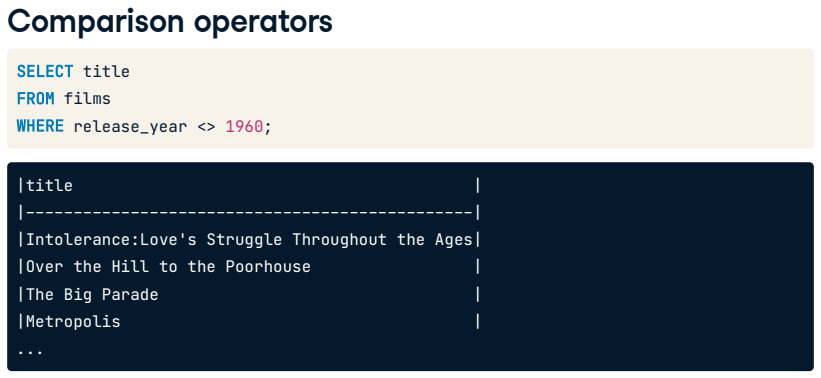 Comparison operators
SELECT title
FROM films
WHERE release_year <> 1960;
|title                                          |
|-----------------------------------------------|
|Intolerance:Love's Struggle Throughout the Ages|
|Over the Hill to the Poorhouse                 |
|The Big Parade                                 |
|Metropolis                                     |
...